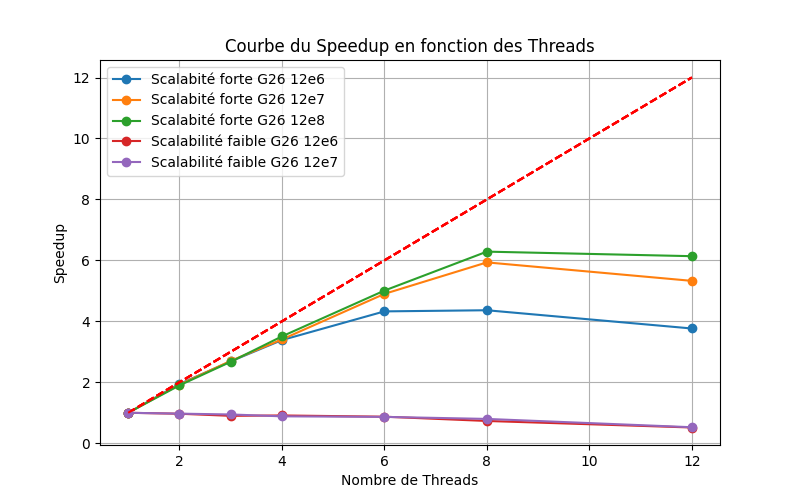 Courbe du Speedup en fonction des Threads
Scalabité forte G26 12e6
Scalabité forte G26 12e7
Scalabité forte G26 12e8
Scalabilité faible G26 12e6
Scalabilité faible G26 12e7
Speedup
12
10
8
6
4
2
0
2 4 6 8 10 12
Nombre de Threads